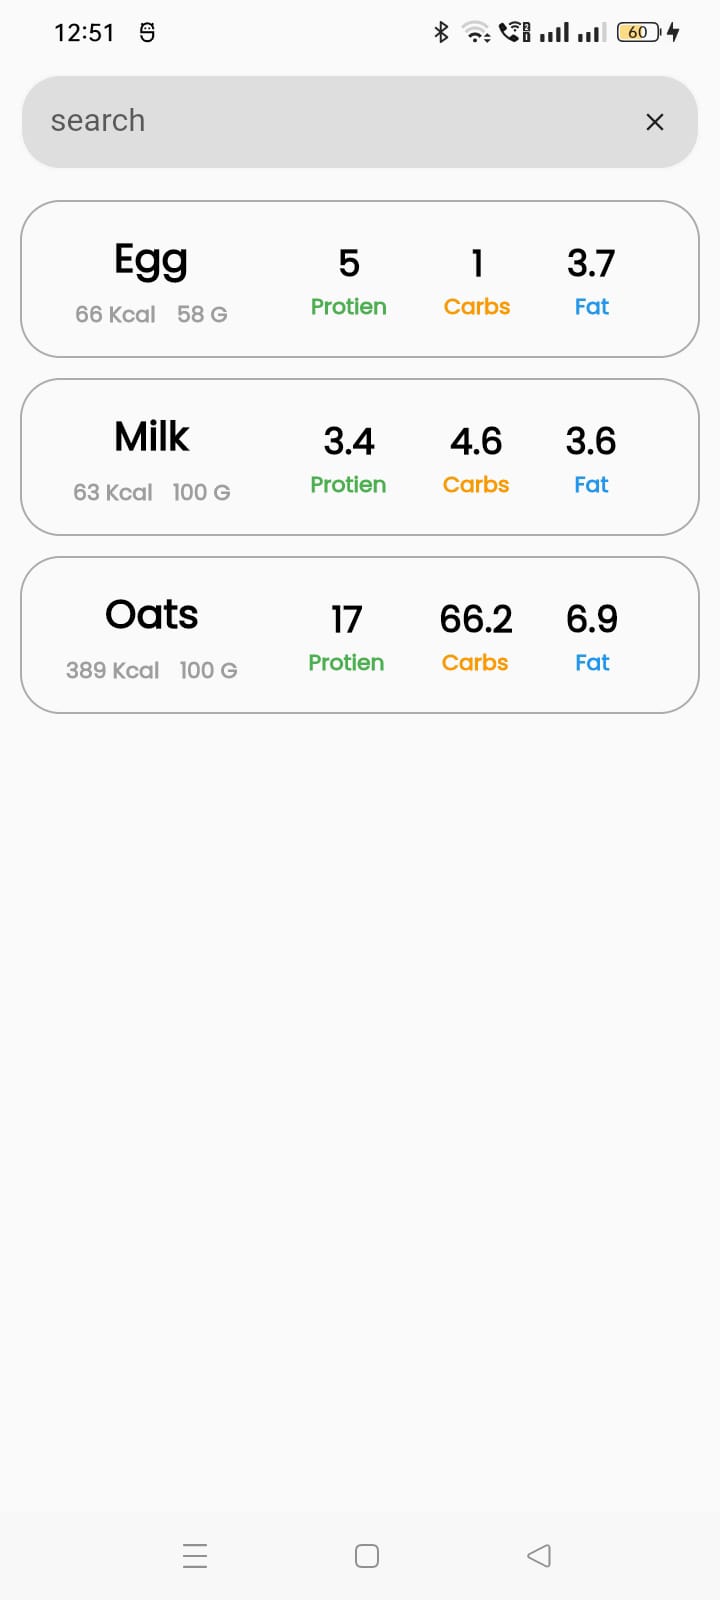 12:51
60
search
Egg 5 1 3.7
66 Kcal 58 G Protien Carbs Fat
Milk 3.4 4.6 3.6
63 Kcal 100 G Protien Carbs Fat
Oats 17 66.2 6.9
389 Kcal 100 G Protien Carbs Fat